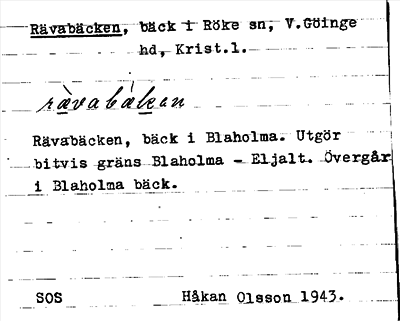 Rävabäcken, bäck i Röke sn, V.Göinge
hd, Krist.l.
rävabäken
Rävabäcken, bäck i Blaholma. Utgör
bitvis gräns Blaholma - Eljalt. Övergår
i Blaholma bäck.
SOS Håkan Olsson 1943.